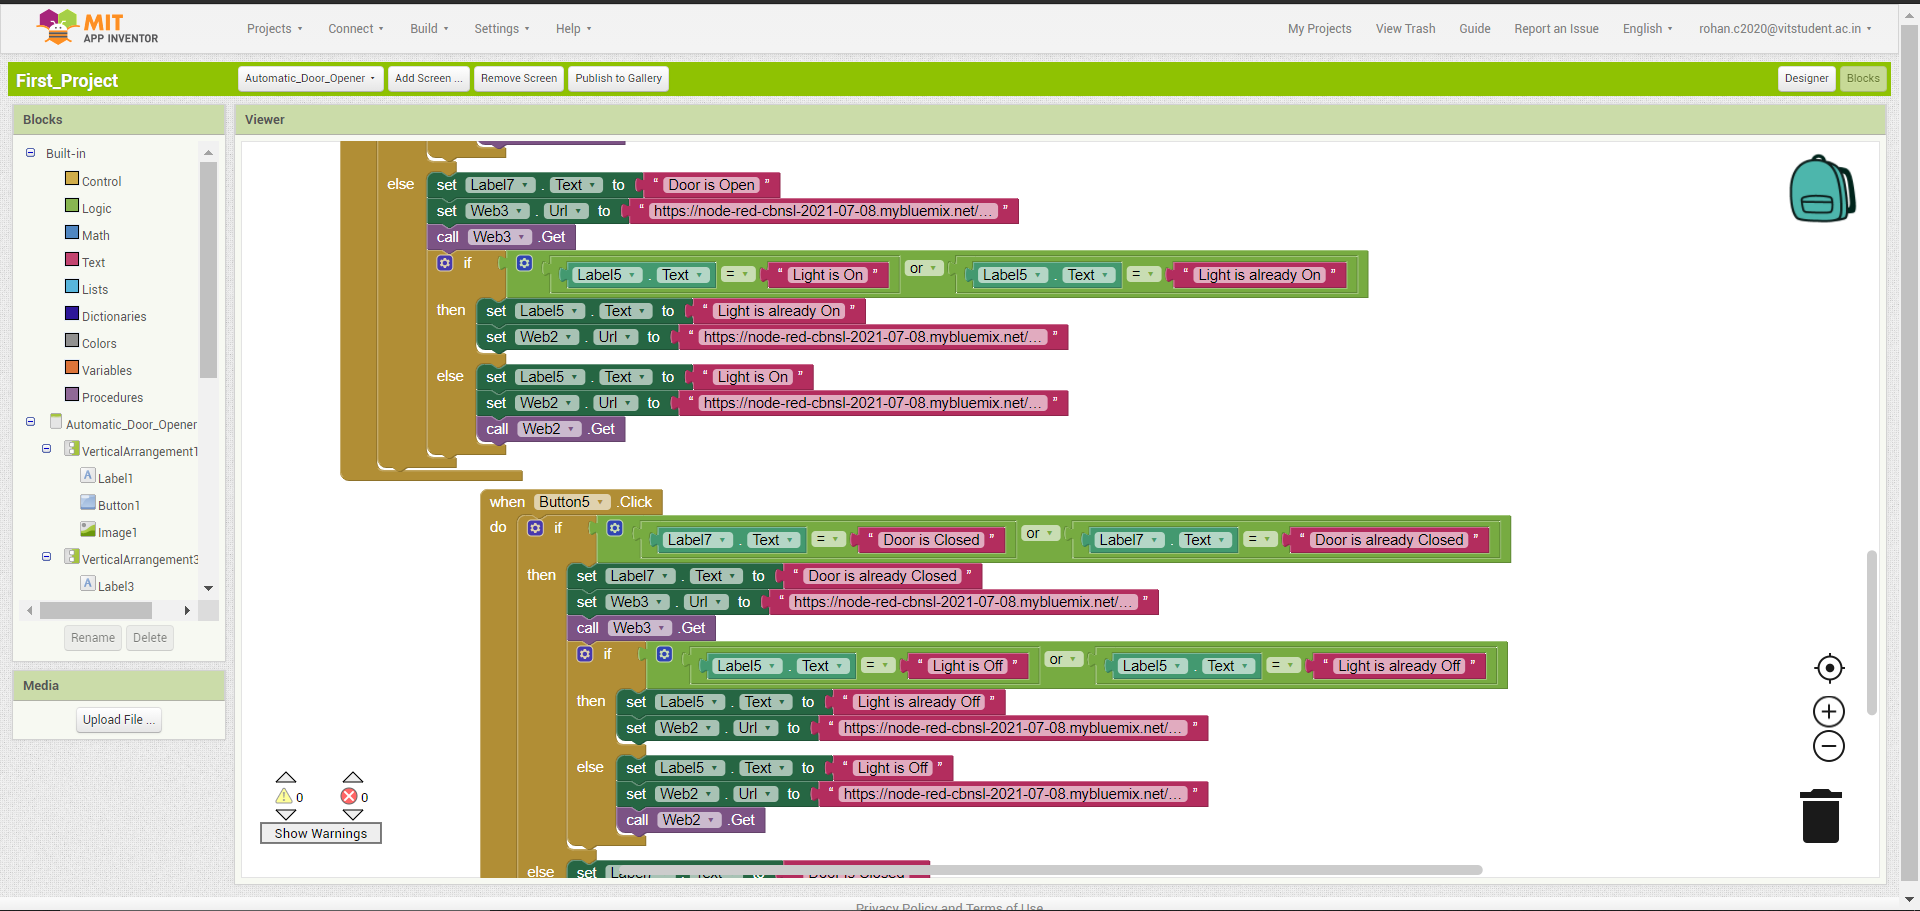 MIT
APP INVENTOR
Projects Connect Build Settings Help My Projects View Trash Guide Report an Issue English rohan.c2020@vitstudent.ac.in
First_Project Automatic_Door_Opener Add Screen ... Remove Screen Publish to Gallery Designer Blocks
Blocks
Built-in
Control
Logic
Math
Text
Lists
Dictionaries
Colors
Variables
Procedures
Automatic_Door_Opener
VerticalArrangement1
Label1
Button1
Image1
VerticalArrangement3
Label3
Rename Delete
Media
Upload File ...
Viewer
else set Label7 . Text to “ Door is Open ”
set Web3 . Url to “ https://node-red-cbnsl-2021-07-08.mybluemix.net/... ”
call Web3 .Get
if Label5 . Text = “ Light is On ” or Label5 . Text = “ Light is already On ”
then set Label5 . Text to “ Light is already On ”
set Web2 . Url to “ https://node-red-cbnsl-2021-07-08.mybluemix.net/... ”
else set Label5 . Text to “ Light is On ”
set Web2 . Url to “ https://node-red-cbnsl-2021-07-08.mybluemix.net/... ”
call Web2 .Get
when Button5 .Click
do if Label7 . Text = “ Door is Closed ” or Label7 . Text = “ Door is already Closed ”
then set Label7 . Text to “ Door is already Closed ”
set Web3 . Url to “ https://node-red-cbnsl-2021-07-08.mybluemix.net/... ”
call Web3 .Get
if Label5 . Text = “ Light is Off ” or Label5 . Text = “ Light is already Off ”
then set Label5 . Text to “ Light is already Off ”
set Web2 . Url to “ https://node-red-cbnsl-2021-07-08.mybluemix.net/... ”
else set Label5 . Text to “ Light is Off ”
set Web2 . Url to “ https://node-red-cbnsl-2021-07-08.mybluemix.net/... ”
call Web2 .Get
else set Label7 . Text to “ Door is Closed ”
0 0
Show Warnings
Privacy Policy and Terms of Use